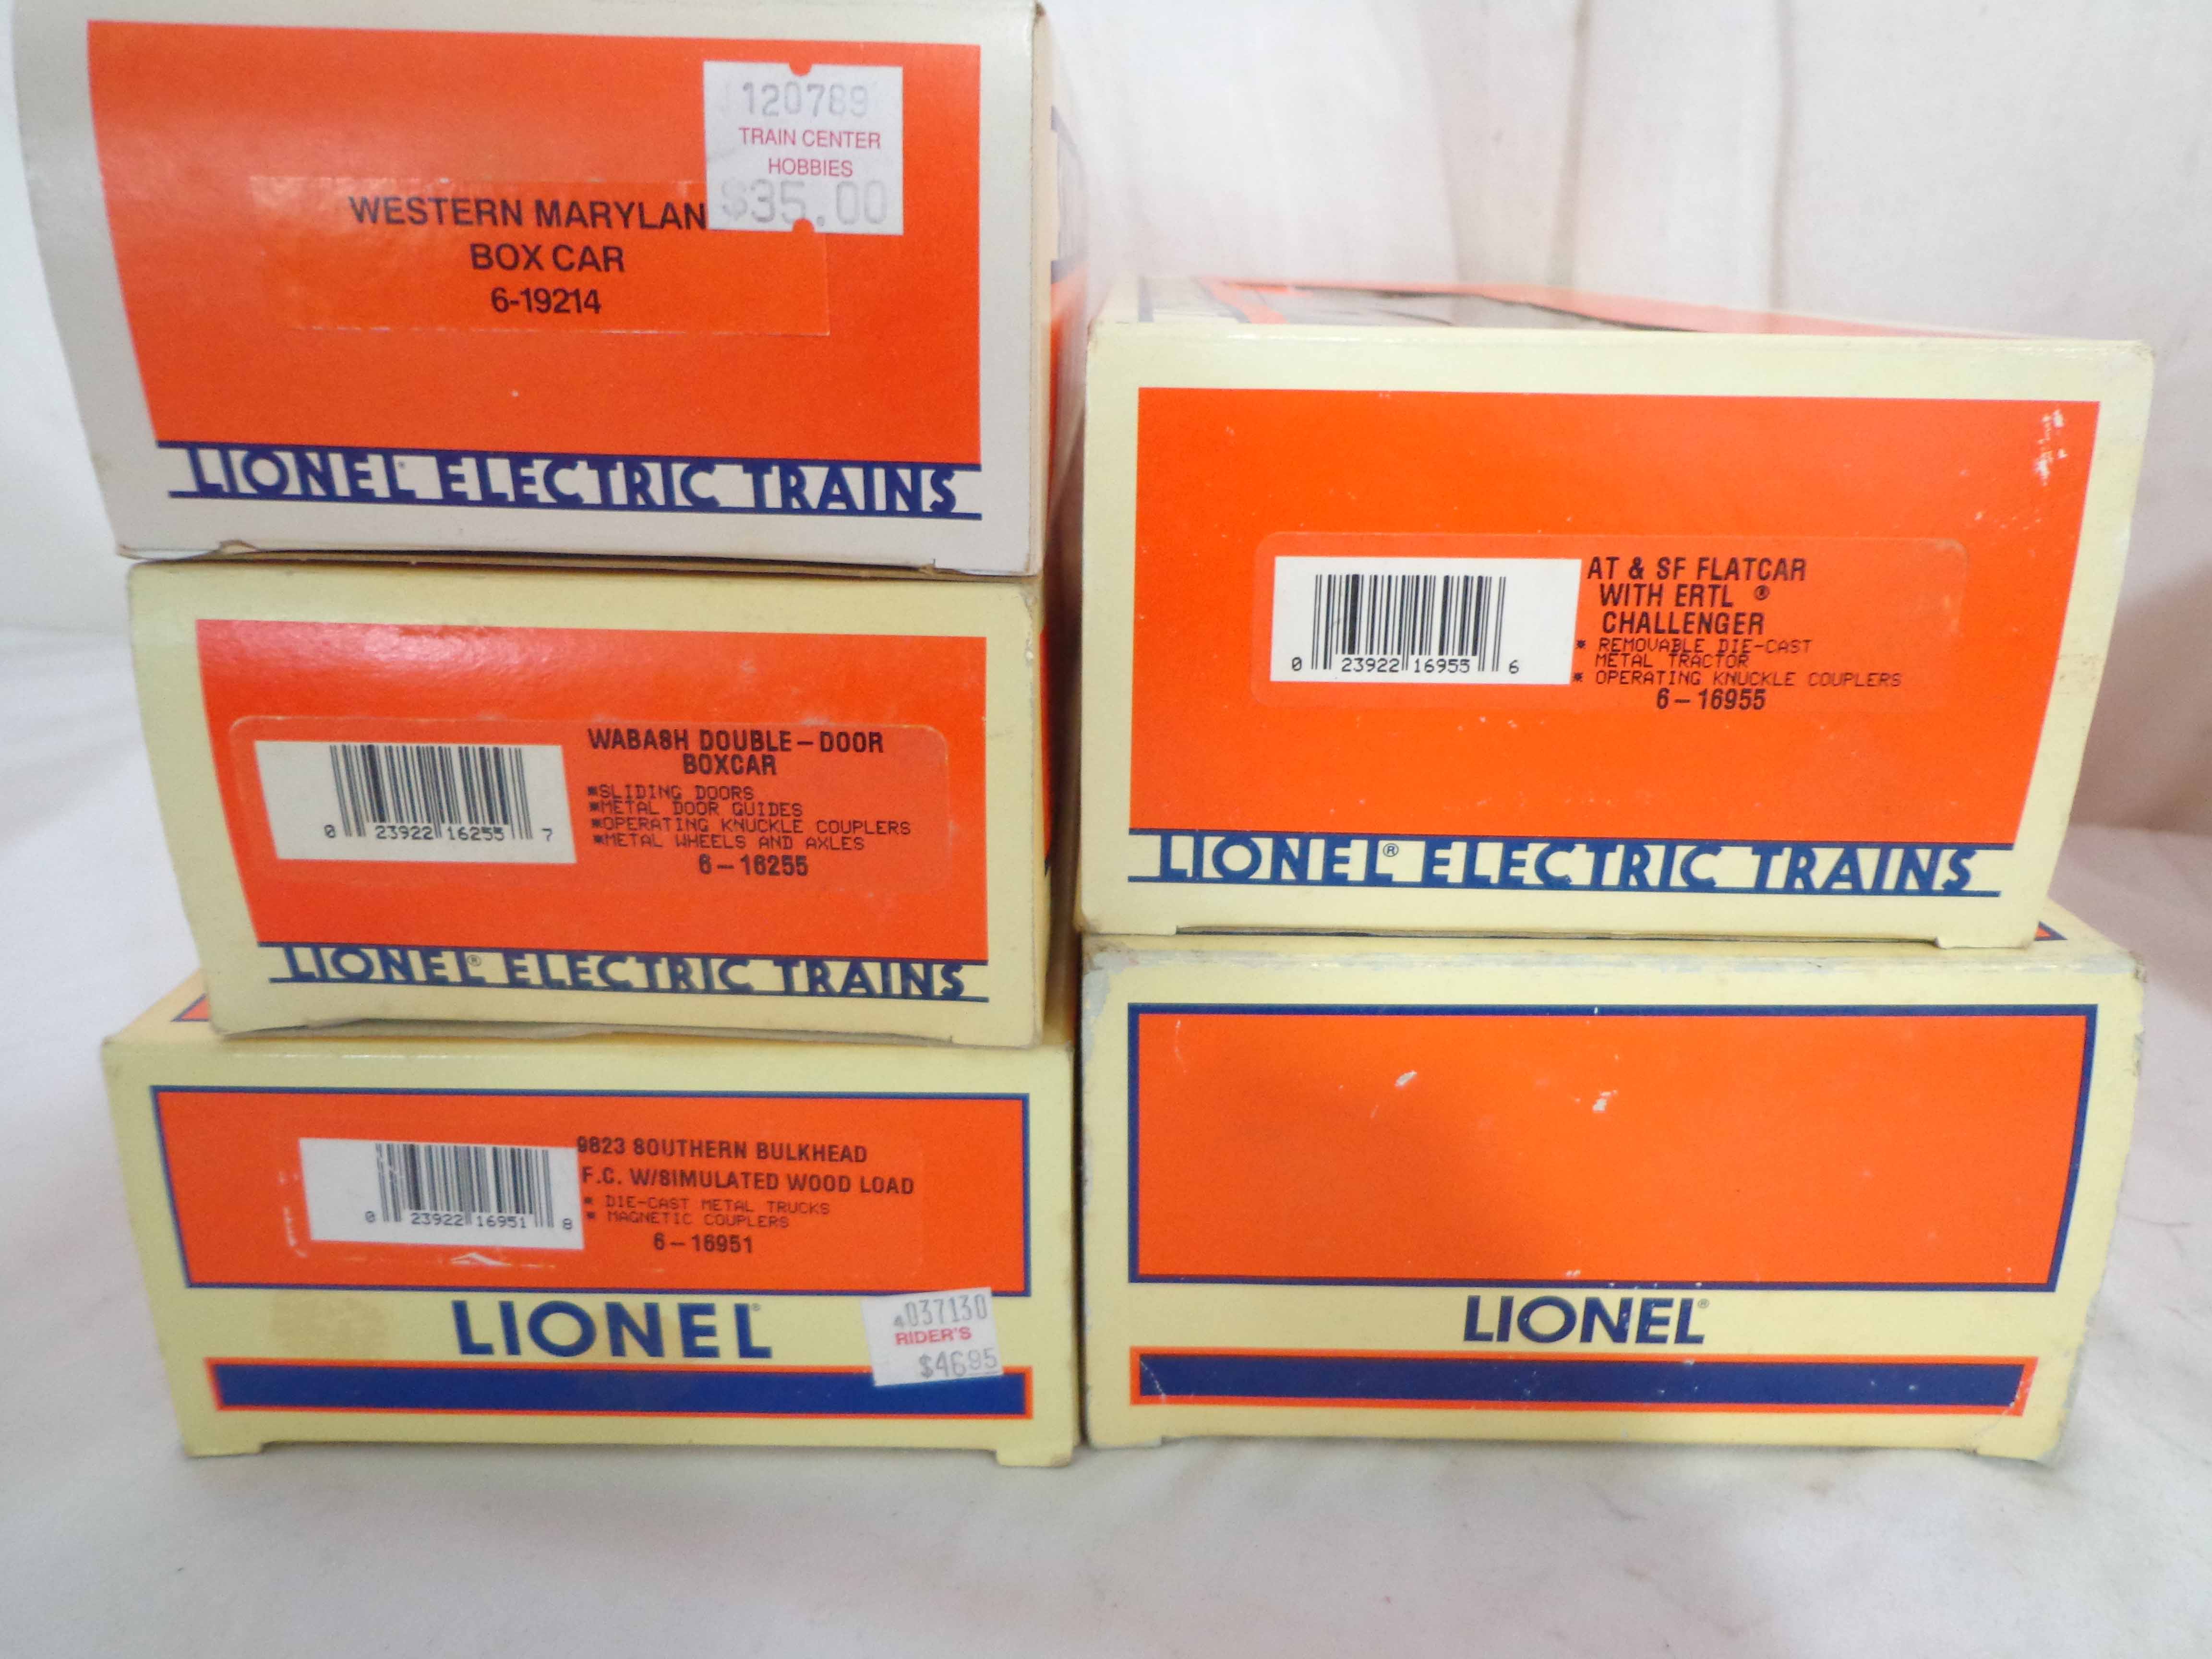 120789
TRAIN CENTER
HOBBIES
$35.00
WESTERN MARYLAN
BOX CAR
6-19214
LIONEL ELECTRIC TRAINS
WABASH DOUBLE-DOOR
BOXCAR
*SLIDING DOORS
*METAL DOOR GUIDES
*OPERATING KNUCKLE COUPLERS
*METAL WHEELS AND AXLES
6-16255
0 23922 16255 7
LIONEL® ELECTRIC TRAINS
9823 SOUTHERN BULKHEAD
F.C. W/SIMULATED WOOD LOAD
* DIE-CAST METAL TRUCKS
* MAGNETIC COUPLERS
6-16951
0 23922 16951 8
LIONEL®
4037130
RIDER'S
$46.95
AT & SF FLATCAR
WITH ERTL ®
CHALLENGER
* REMOVABLE DIE-CAST
METAL TRACTOR
* OPERATING KNUCKLE COUPLERS
6-16955
0 23922 16955 6
LIONEL® ELECTRIC TRAINS
LIONEL®